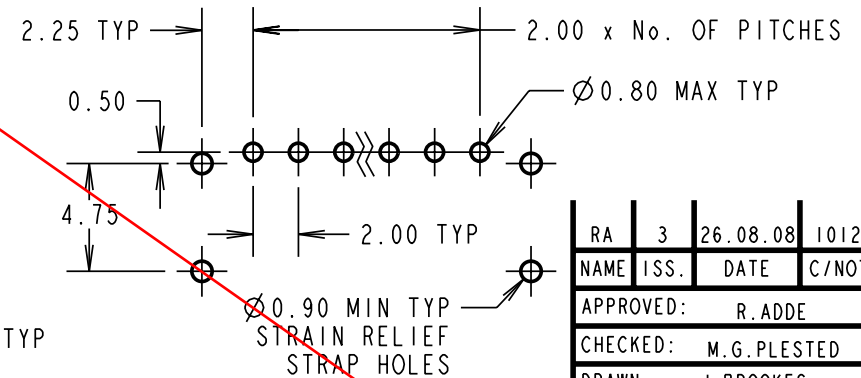 2.25 TYP
2.00 x No. OF PITCHES
0.50
Ø0.80 MAX TYP
4.75
2.00 TYP
Ø0.90 MIN TYP
STRAIN RELIEF
STRAP HOLES
TYP
RA 3 26.08.08 1012
NAME ISS. DATE C/NOT
APPROVED: R.ADDE
CHECKED: M.G.PLESTED